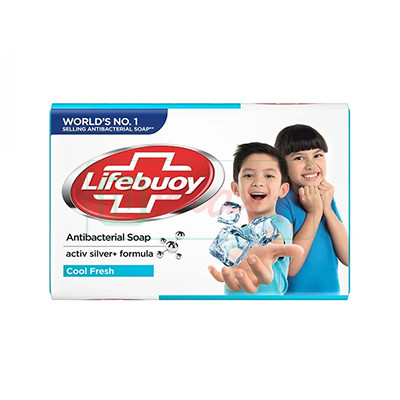 WORLD'S NO. 1
SELLING ANTIBACTERIAL SOAP**
Lifebuoy
Antibacterial Soap
activ silver+ formula
Cool Fresh